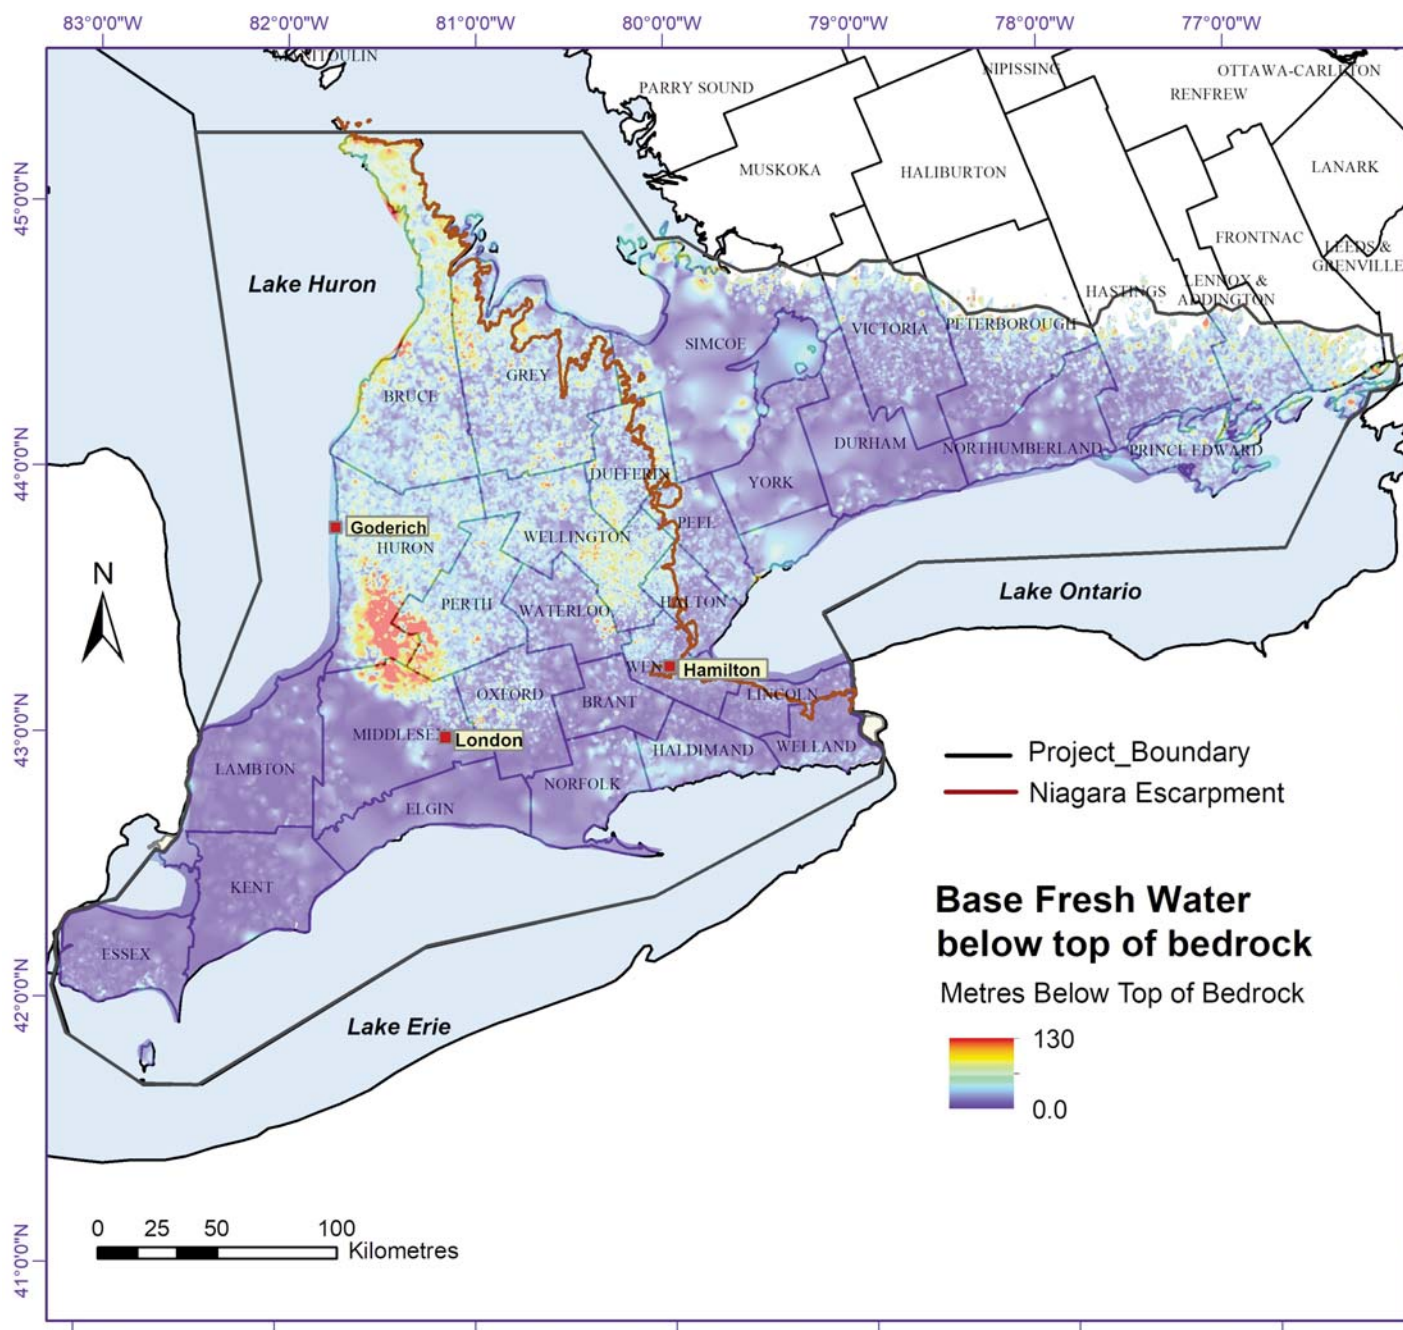 83°0'0"W 82°0'0"W 81°0'0"W 80°0'0"W 79°0'0"W 78°0'0"W 77°0'0"W
MANITOULIN
NIPISSING
OTTAWA-CARLETON
PARRY SOUND
RENFREW
MUSKOKA
HALIBURTON
LANARK
45°0'0"N
FRONTNAC
LEEDS &
GRENVILLE
Lake Huron
HASTINGS
LENNOX &
ADDINGTON
SIMCOE
VICTORIA
PETERBOROUGH
GREY
BRUCE
44°0'0"N
DURHAM
NORTHUMBERLAND
PRINCE EDWARD
DUFFERIN
YORK
Goderich
PEEL
WELLINGTON
HURON
N
Lake Ontario
PERTH
WATERLOO
HALTON
WEN
Hamilton
OXFORD
BRANT
LINCOLN
43°0'0"N
MIDDLESE
London
HALDIMAND
WELLAND
Project_Boundary
LAMBTON
NORFOLK
Niagara Escarpment
ELGIN
KENT
Base Fresh Water
below top of bedrock
ESSEX
42°0'0"N
Metres Below Top of Bedrock
Lake Erie
130
0.0
0 25 50 100
Kilometres
41°0'0"N